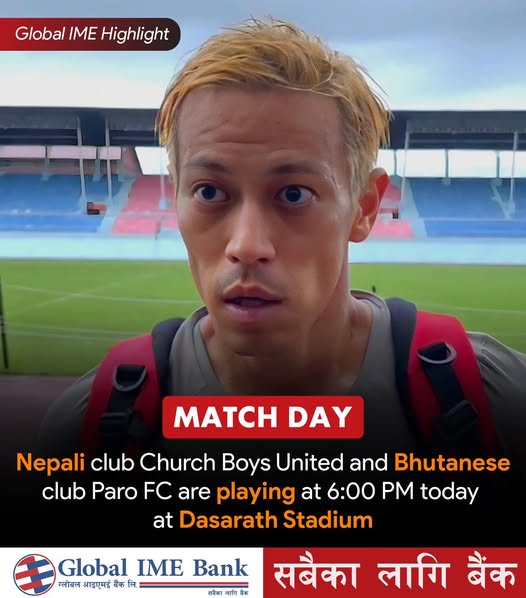 Global IME Highlight
MATCH DAY
Nepali club Church Boys United and Bhutanese
club Paro FC are playing at 6:00 PM today
at Dasarath Stadium
Global IME Bank
ग्लोबल आइएमई बैंक लि.
सबैका लागि बैंक
सबैका लागि बैंक